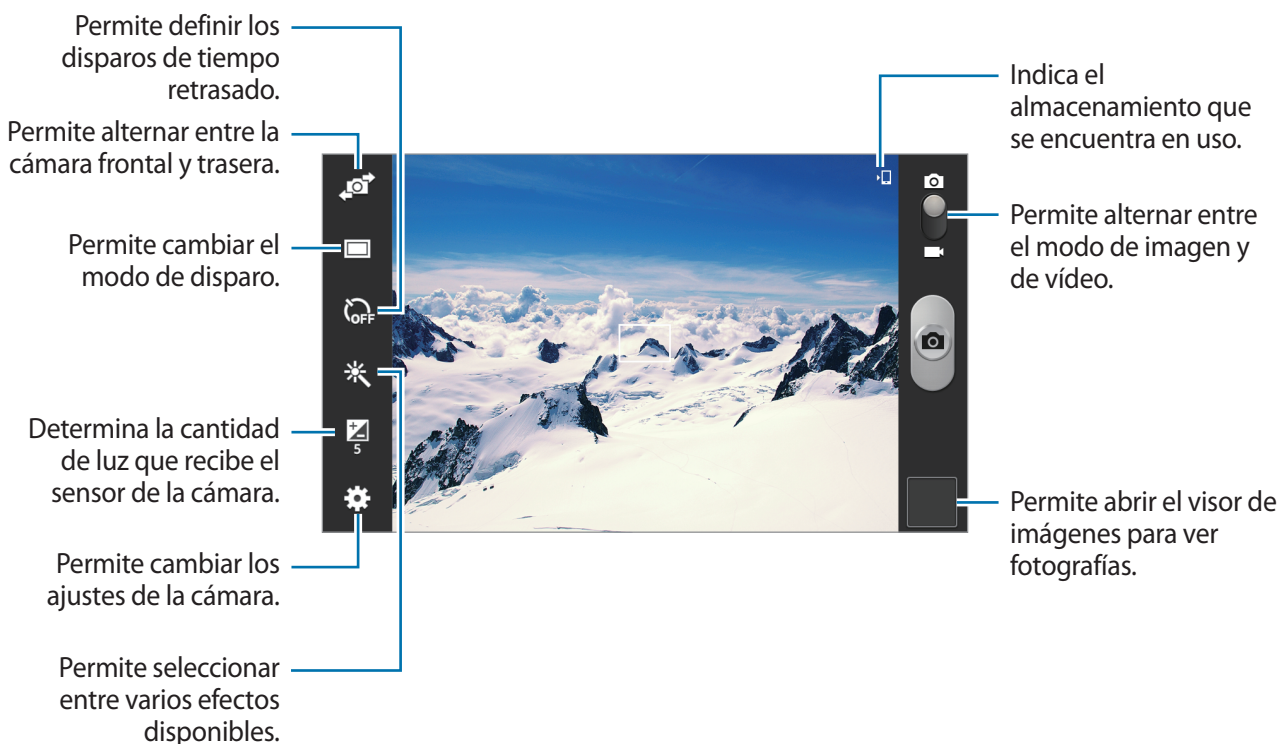 Permite definir los
disparos de tiempo
retrasado.
Permite alternar entre la
cámara frontal y trasera.
Permite cambiar el
modo de disparo.
Determina la cantidad
de luz que recibe el
sensor de la cámara.
Permite cambiar los
ajustes de la cámara.
Permite seleccionar
entre varios efectos
disponibles.
OFF
5
Indica el
almacenamiento que
se encuentra en uso.
Permite alternar entre
el modo de imagen y
de vídeo.
Permite abrir el visor de
imágenes para ver
fotografías.